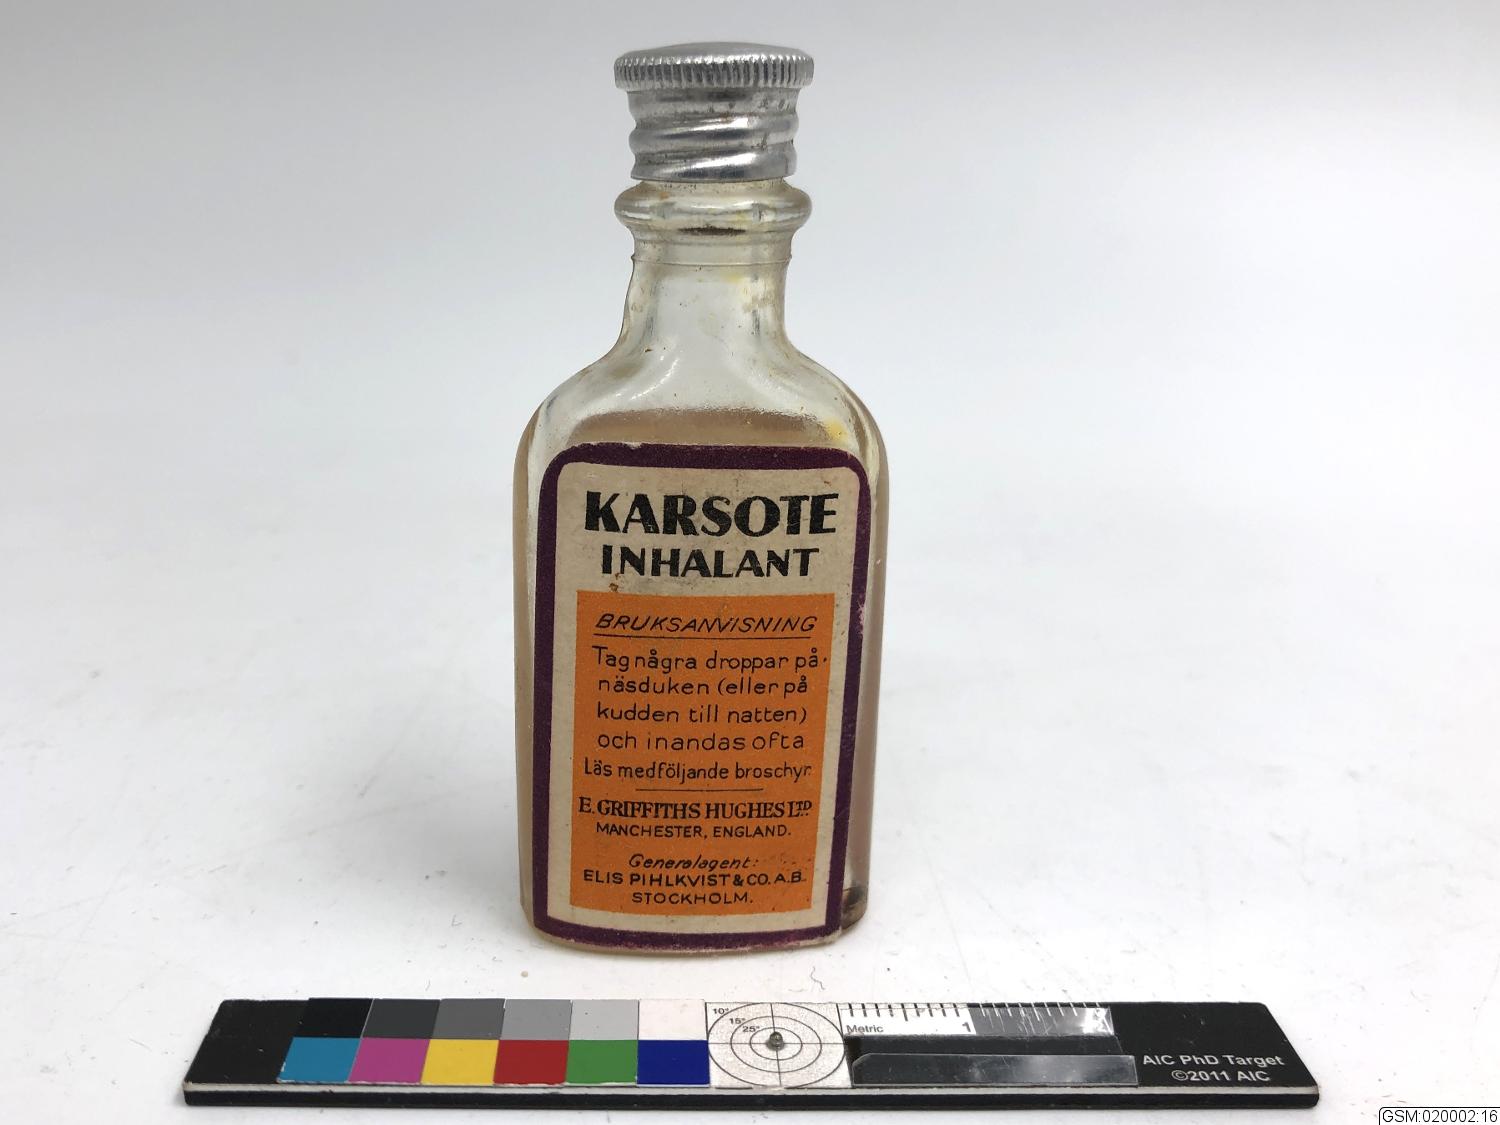 KARSOTE
INHALANT
BRUKSANVISNING
Tag några droppar på
näsduken (eller på
kudden till natten)
och inandas ofta
Läs medföljande broschyr.
E. GRIFFITHS HUGHES LTD.
MANCHESTER, ENGLAND.
Generalagent:
ELIS PIHLKVIST & CO. A.B.
STOCKHOLM.
10°
15°
25°
Metric
1
AIC PhD Target
©2011 AIC
GSM:020002:16